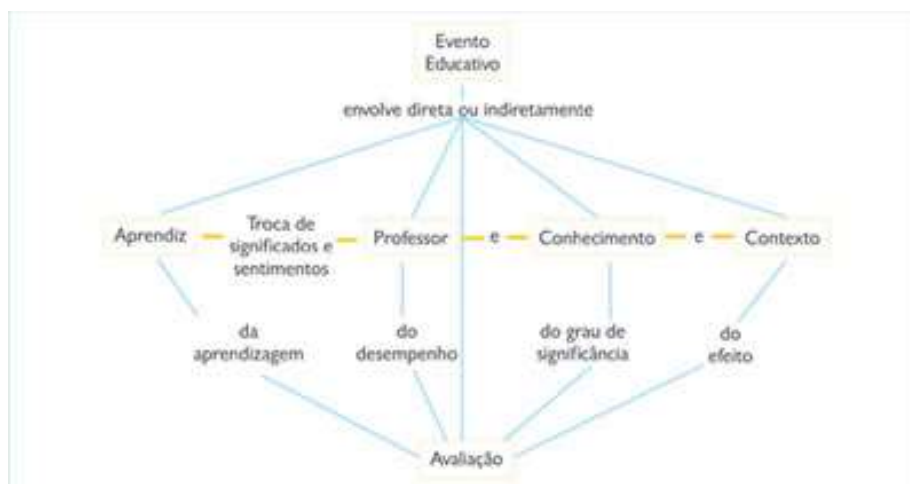 Evento
Educativo
envolve direta ou indiretamente
Aprendiz
Troca de
significados e
sentimentos
Professor
e
Conhecimento
e
Contexto
da
aprendizagem
do
desempenho
do grau de
significância
do
efeito
Avaliação